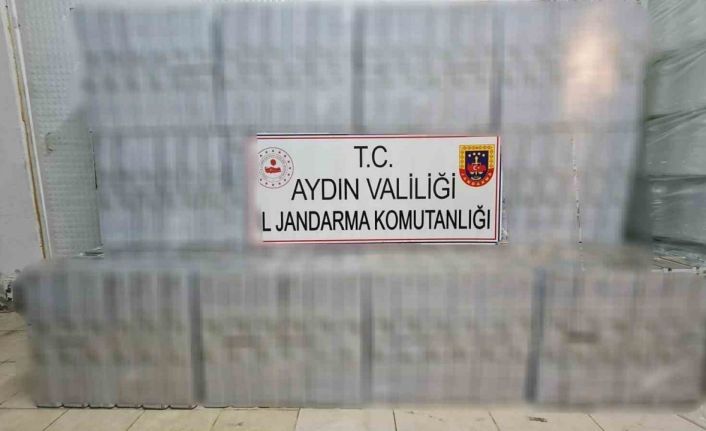 T.C.
AYDIN VALİLİĞİ
L JANDARMA KOMUTANLIĞI